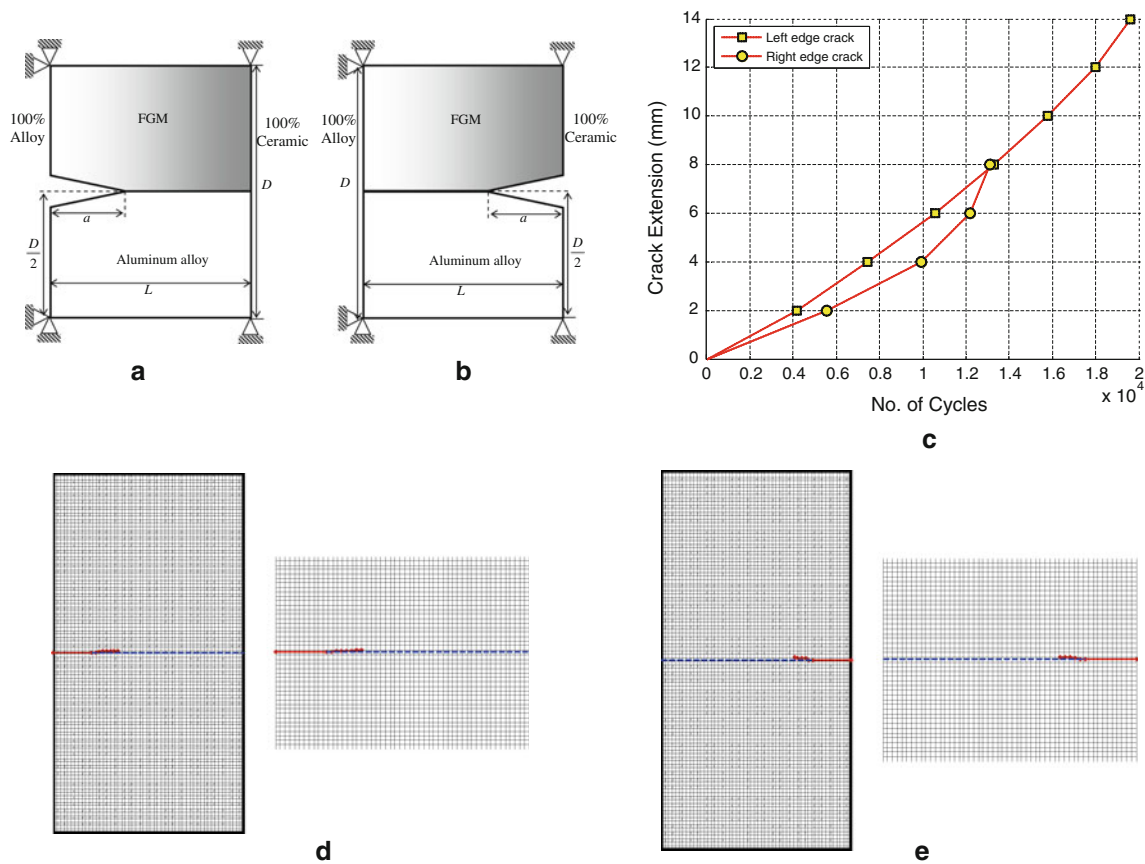 100%
Alloy
FGM
100%
Ceramic
D
a
D
2
Aluminum alloy
L
a
100%
Alloy
FGM
100%
Ceramic
D
a
D
2
Aluminum alloy
L
b
Left edge crack
Right edge crack
Crack Extension (mm)
14
12
10
8
6
4
2
0
0 0.2 0.4 0.6 0.8 1 1.2 1.4 1.6 1.8 2
x 10⁴
No. of Cycles
c
d
e